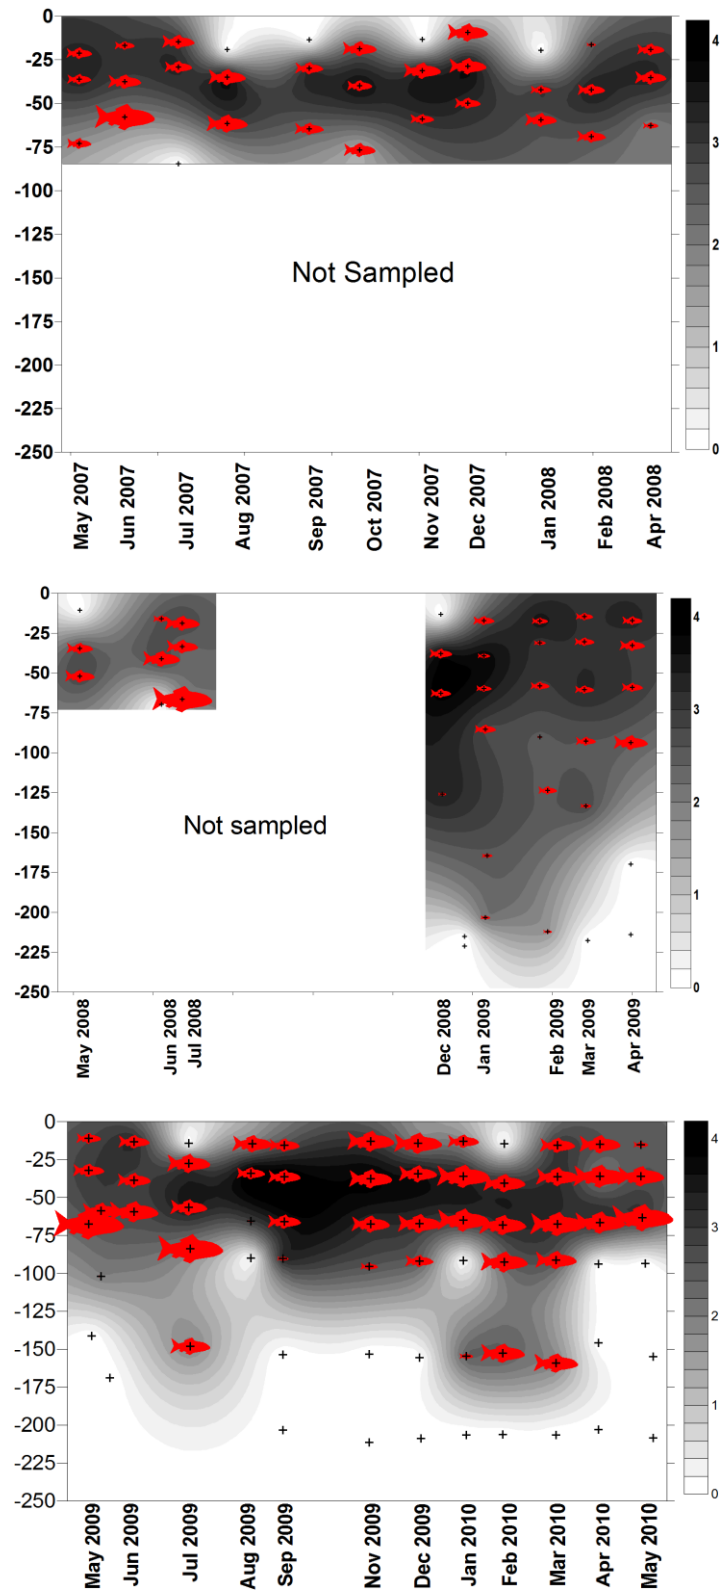 0
-25
-50
-75
-100
-125
-150
-175
-200
-225
-250
Not Sampled
4
3
2
1
0
May 2007
Jun 2007
Jul 2007
Aug 2007
Sep 2007
Oct 2007
Nov 2007
Dec 2007
Jan 2008
Feb 2008
Apr 2008
0
-25
-50
-75
-100
-125
-150
-175
-200
-225
-250
Not sampled
4
3
2
1
0
May 2008
Jun 2008
Jul 2008
Dec 2008
Jan 2009
Feb 2009
Mar 2009
Apr 2009
0
-25
-50
-75
-100
-125
-150
-175
-200
-225
-250
4
3
2
1
0
May 2009
Jun 2009
Jul 2009
Aug 2009
Sep 2009
Nov 2009
Dec 2009
Jan 2010
Feb 2010
Mar 2010
Apr 2010
May 2010